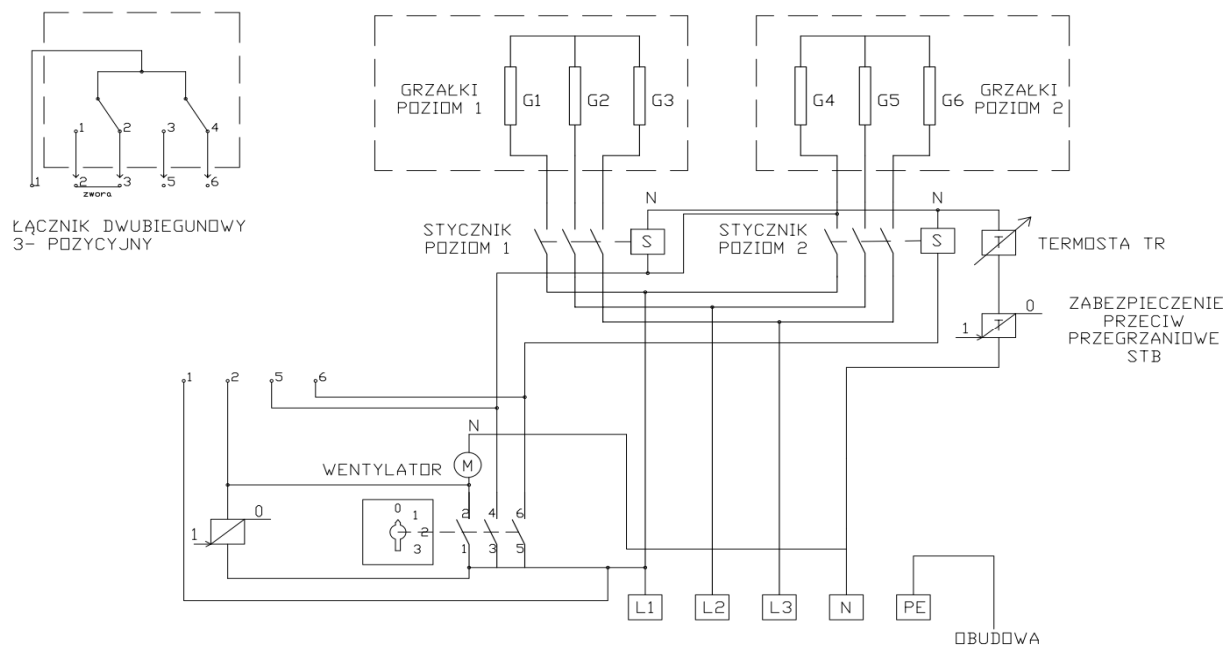 1 2 3 4
1 2 3 5 6
zwora
ŁĄCZNIK DWUBIEGUNOWY
3- POZYCYJNY
GRZAŁKI
POZIOM 1
G1 G2 G3
G4 G5 G6
GRZAŁKI
POZIOM 2
STYCZNIK
POZIOM 1
N
S
STYCZNIK
POZIOM 2
N
S
T
TERMOSTA TR
T
0
1
ZABEZPIECZENIE
PRZECIW
PRZEGRZANIOWE
STB
1 2 5 6
N
WENTYLATOR
M
0
1
0
1
2
3
2 4 6
1 3 5
L1 L2 L3 N PE
OBUDOWA